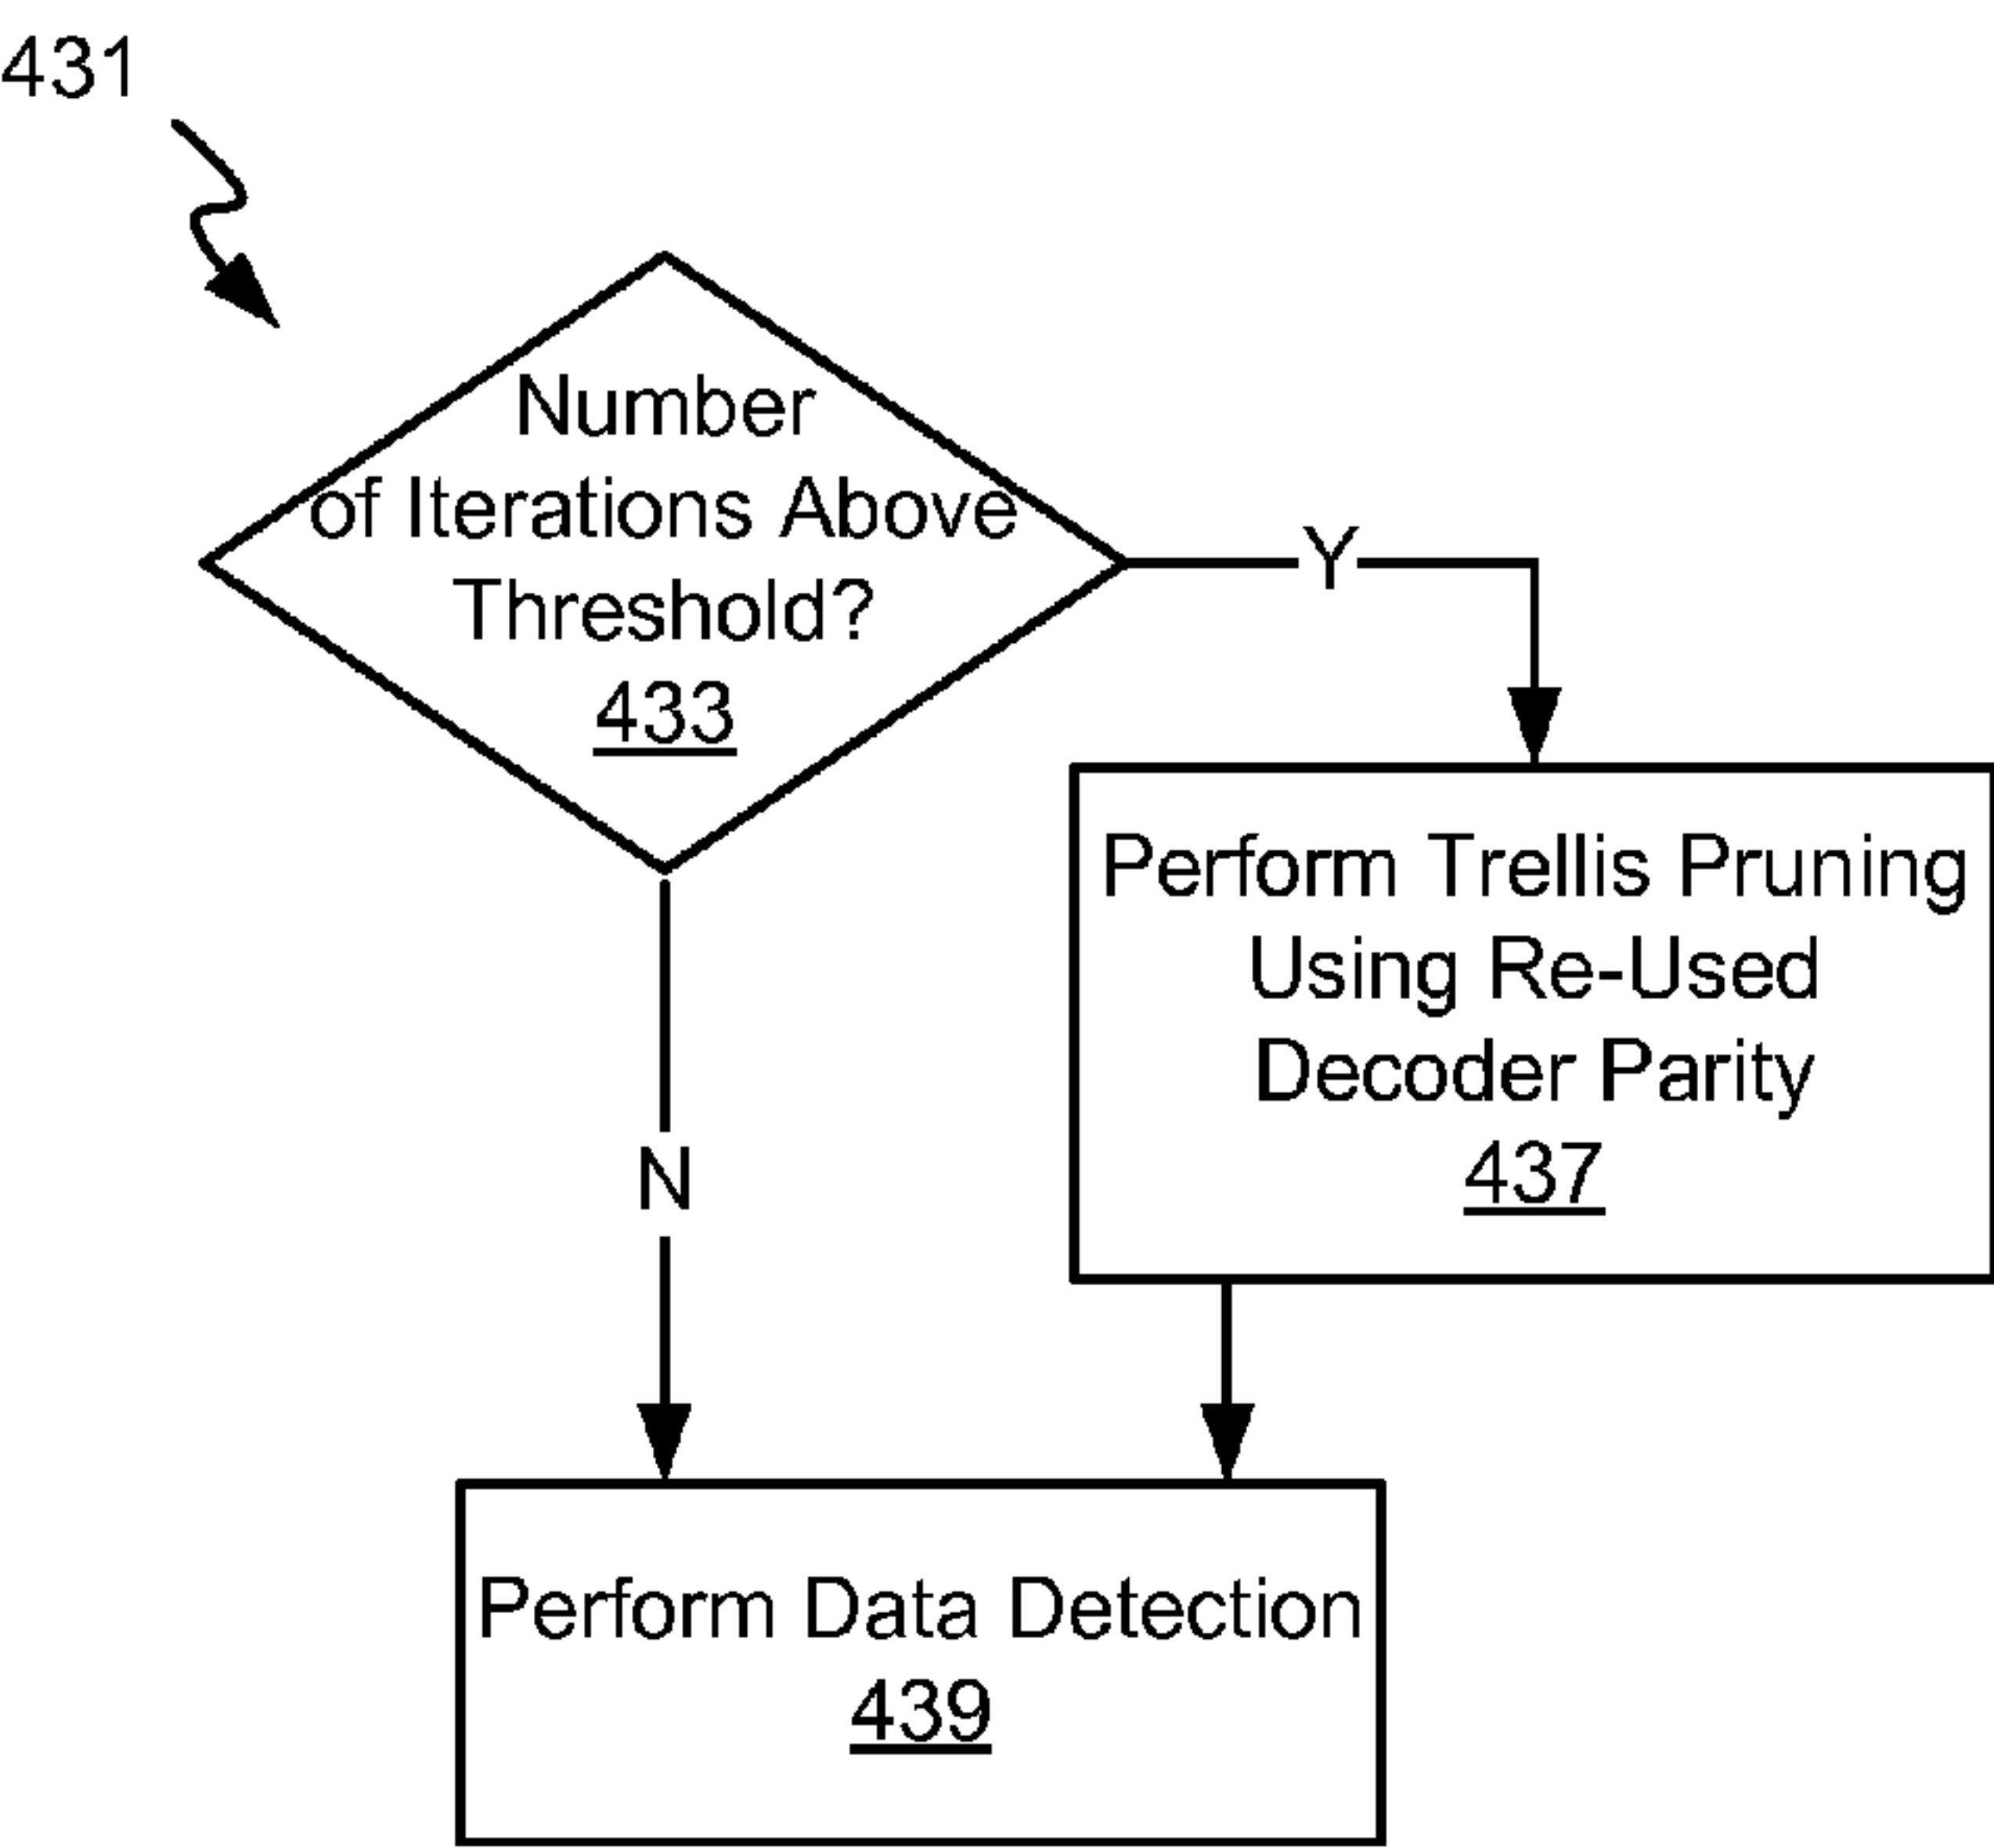 431
Number
of Iterations Above
Threshold?
433
Y
Perform Trellis Pruning
Using Re-Used
Decoder Parity
437
N
Perform Data Detection
439